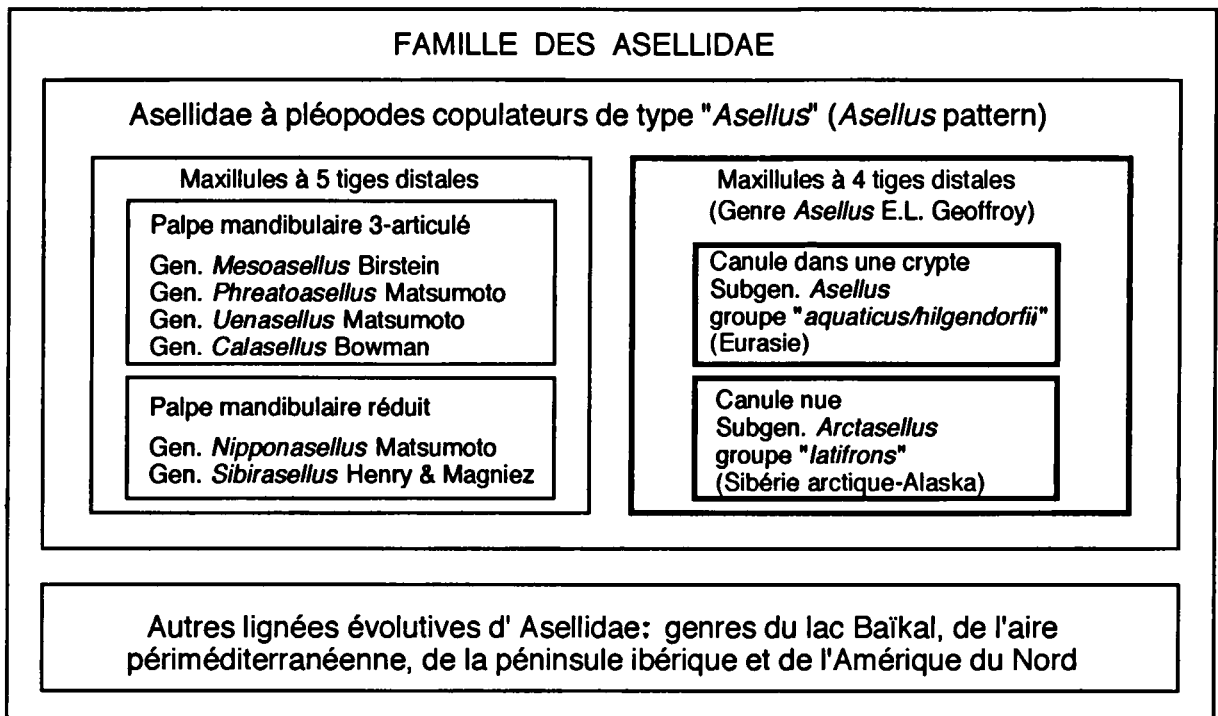 FAMILLE DES ASELLIDAE
Asellidae à pléopodes copulateurs de type "Asellus" (Asellus pattern)
Maxillules à 5 tiges distales
Palpe mandibulaire 3-articulé
Gen. Mesoasellus Birstein
Gen. Phreatoasellus Matsumoto
Gen. Uenasellus Matsumoto
Gen. Calasellus Bowman
Palpe mandibulaire réduit
Gen. Nipponasellus Matsumoto
Gen. Sibirasellus Henry & Magniez
Maxillules à 4 tiges distales
(Genre Asellus E.L. Geoffroy)
Canule dans une crypte
Subgen. Asellus
groupe "aquaticus/hilgendorfii"
(Eurasie)
Canule nue
Subgen. Arctasellus
groupe "latifrons"
(Sibérie arctique-Alaska)
Autres lignées évolutives d' Asellidae: genres du lac Baïkal, de l'aire
périméditerranéenne, de la péninsule ibérique et de l'Amérique du Nord